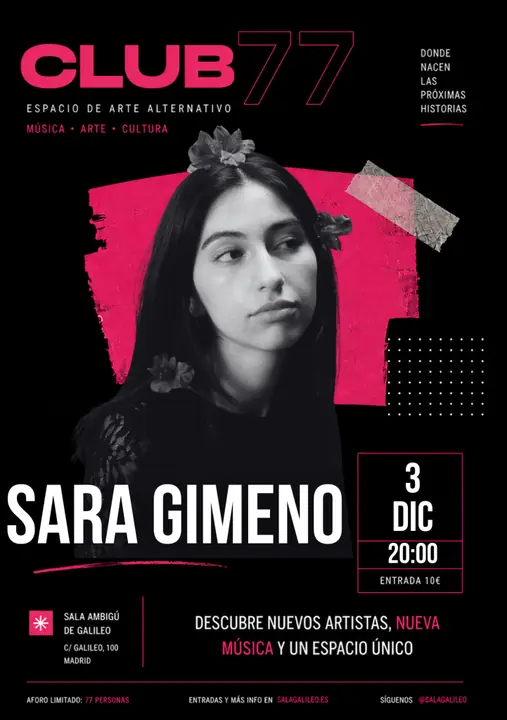 CLUB 77
ESPACIO DE ARTE ALTERNATIVO
MÚSICA • ARTE • CULTURA
DONDE
NACEN
LAS
PRÓXIMAS
HISTORIAS
SARA GIMENO
3
DIC
20:00
ENTRADA 10€
SALA AMBIGÚ
DE GALILEO
C/ GALILEO, 100
MADRID
DESCUBRE NUEVOS ARTISTAS, NUEVA
MÚSICA Y UN ESPACIO ÚNICO
AFORO LIMITADO: 77 PERSONAS
ENTRADAS Y MÁS INFO EN SALAGALILEO.ES
SÍGUENOS @SALAGALILEO